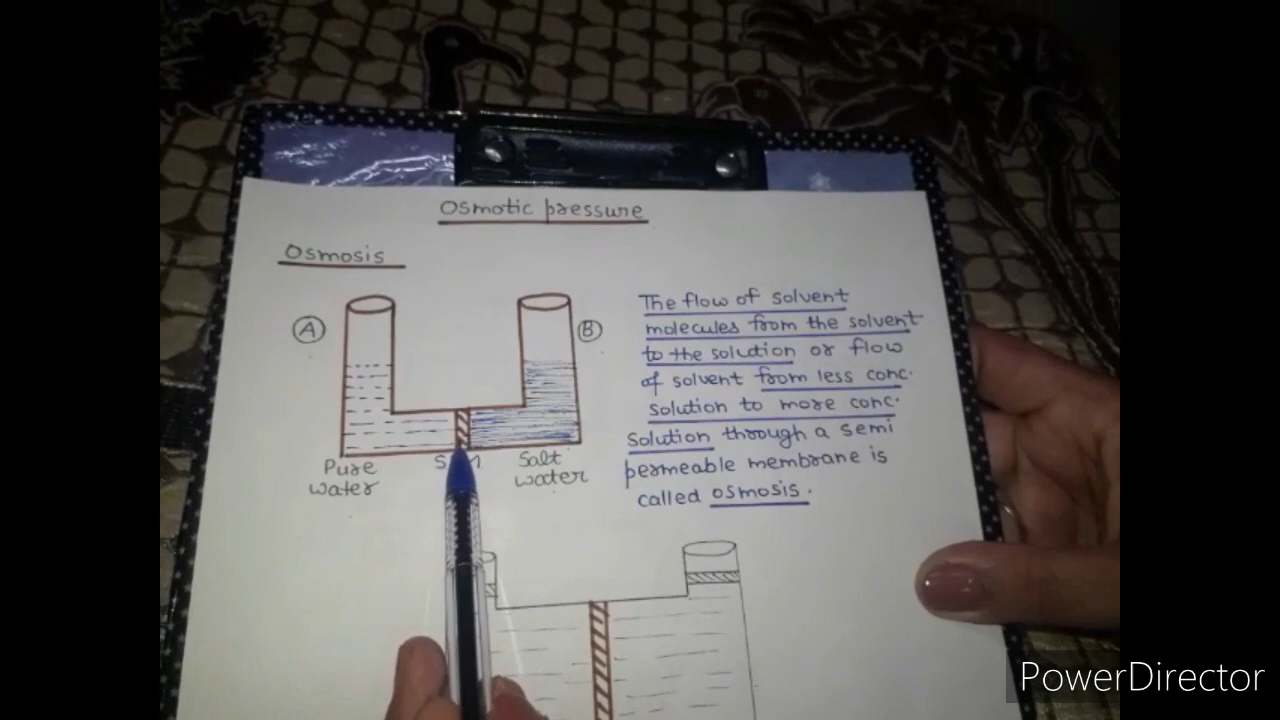 Osmotic pressure
Osmosis
A
B
Pure
water
Salt
water
The flow of solvent
molecules from the solvent
to the solution or flow
of solvent from less conc.
solution to more conc.
solution through a semi
permeable membrane is
called osmosis.
PowerDirector